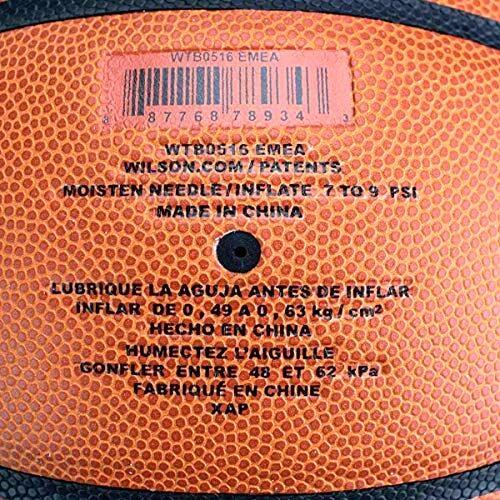 WTB0516 EMEA
8 87768 78934 3
WTB0516 EMEA
WILSON.COM / PATENTS
MOISTEN NEEDLE / INFLATE 7 TO 9 PSI
MADE IN CHINA
LUBRIQUE LA AGUJA ANTES DE INFLAR
INFLAR DE 0 , 49 A 0 , 63 kg / cm²
HECHO EN CHINA
HUMECTEZ L'AIGUILLE
GONFLER ENTRE 48 ET 62 kPa
FABRIQUÉ EN CHINE
XAP